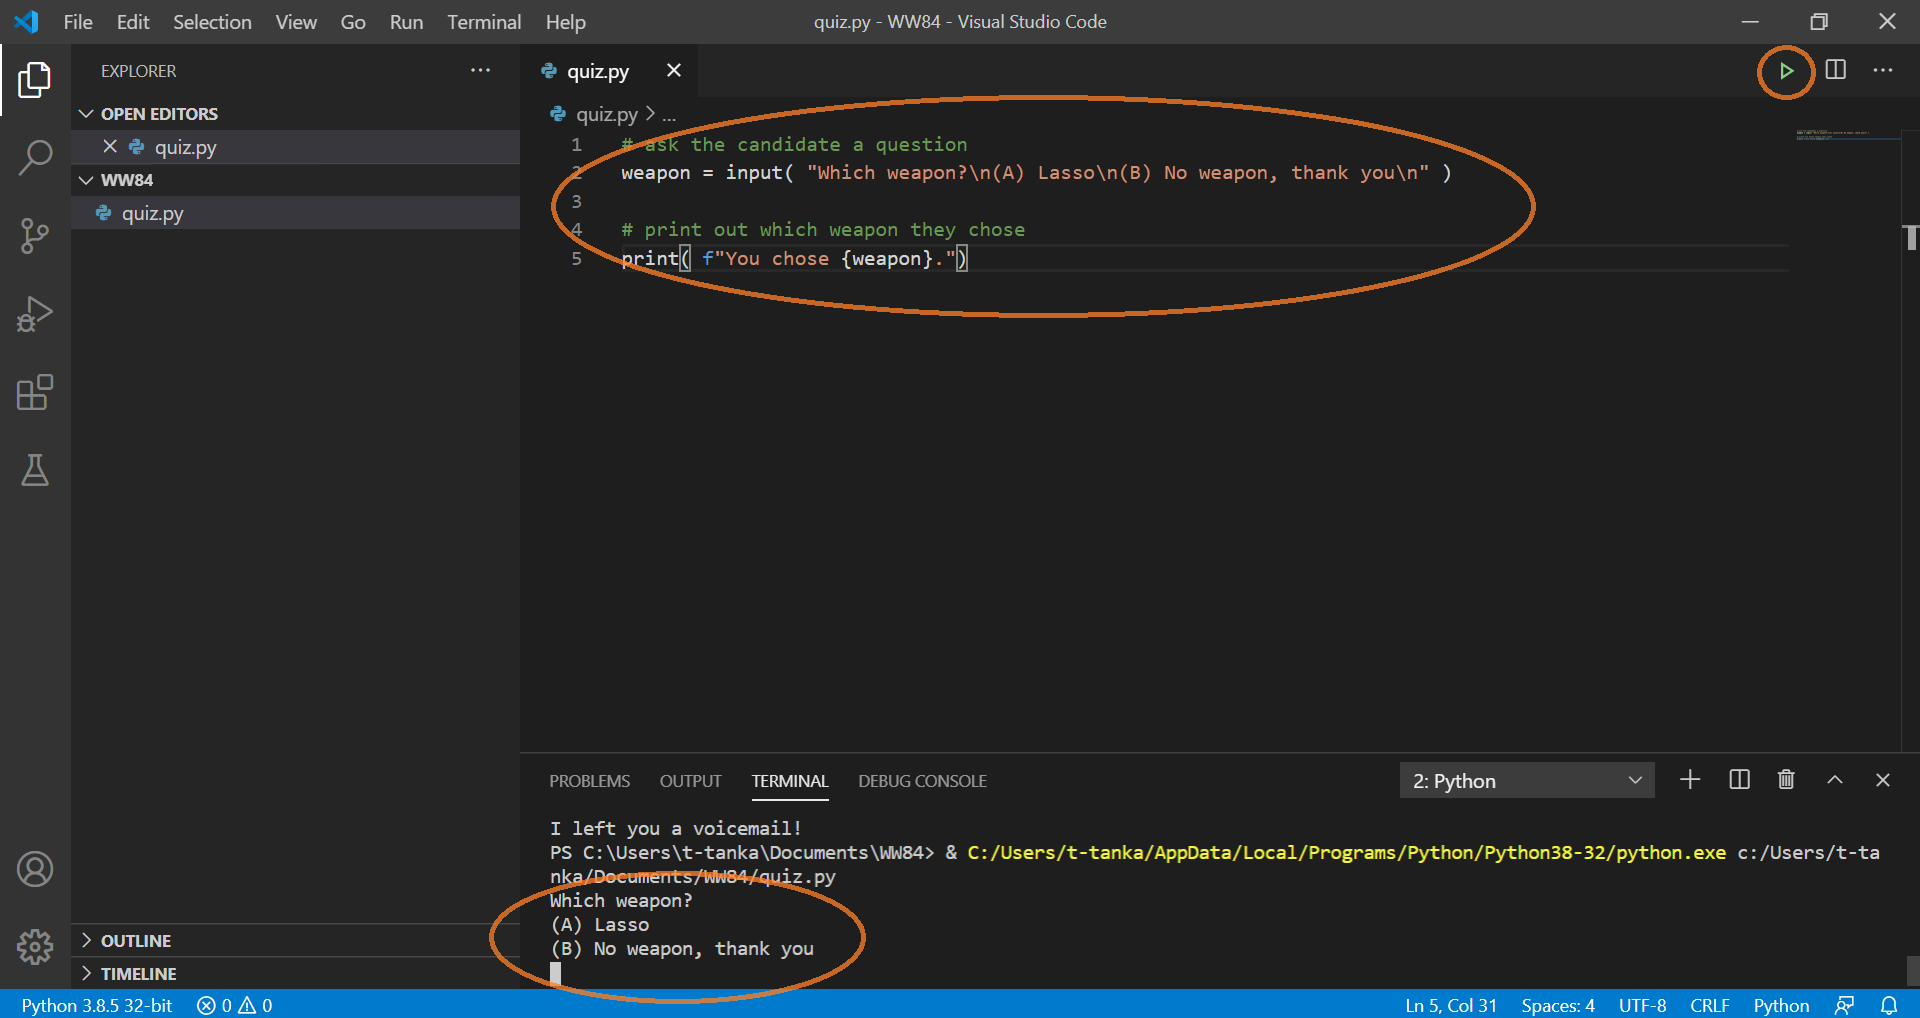 File Edit Selection View Go Run Terminal Help
quiz.py - WW84 - Visual Studio Code
EXPLORER
OPEN EDITORS
quiz.py
WW84
quiz.py
OUTLINE
TIMELINE
quiz.py
quiz.py > ...
1 # ask the candidate a question
2 weapon = input( "Which weapon?\n(A) Lasso\n(B) No weapon, thank you\n" )
3
4 # print out which weapon they chose
5 print( f"You chose {weapon}.")
PROBLEMS OUTPUT TERMINAL DEBUG CONSOLE
2: Python
I left you a voicemail!
PS C:\Users\t-tanka\Documents\WW84> & C:/Users/t-tanka/AppData/Local/Programs/Python/Python38-32/python.exe c:/Users/t-ta
nka/Documents/WW84/quiz.py
Which weapon?
(A) Lasso
(B) No weapon, thank you
Python 3.8.5 32-bit 0 0
Ln 5, Col 31 Spaces: 4 UTF-8 CRLF Python